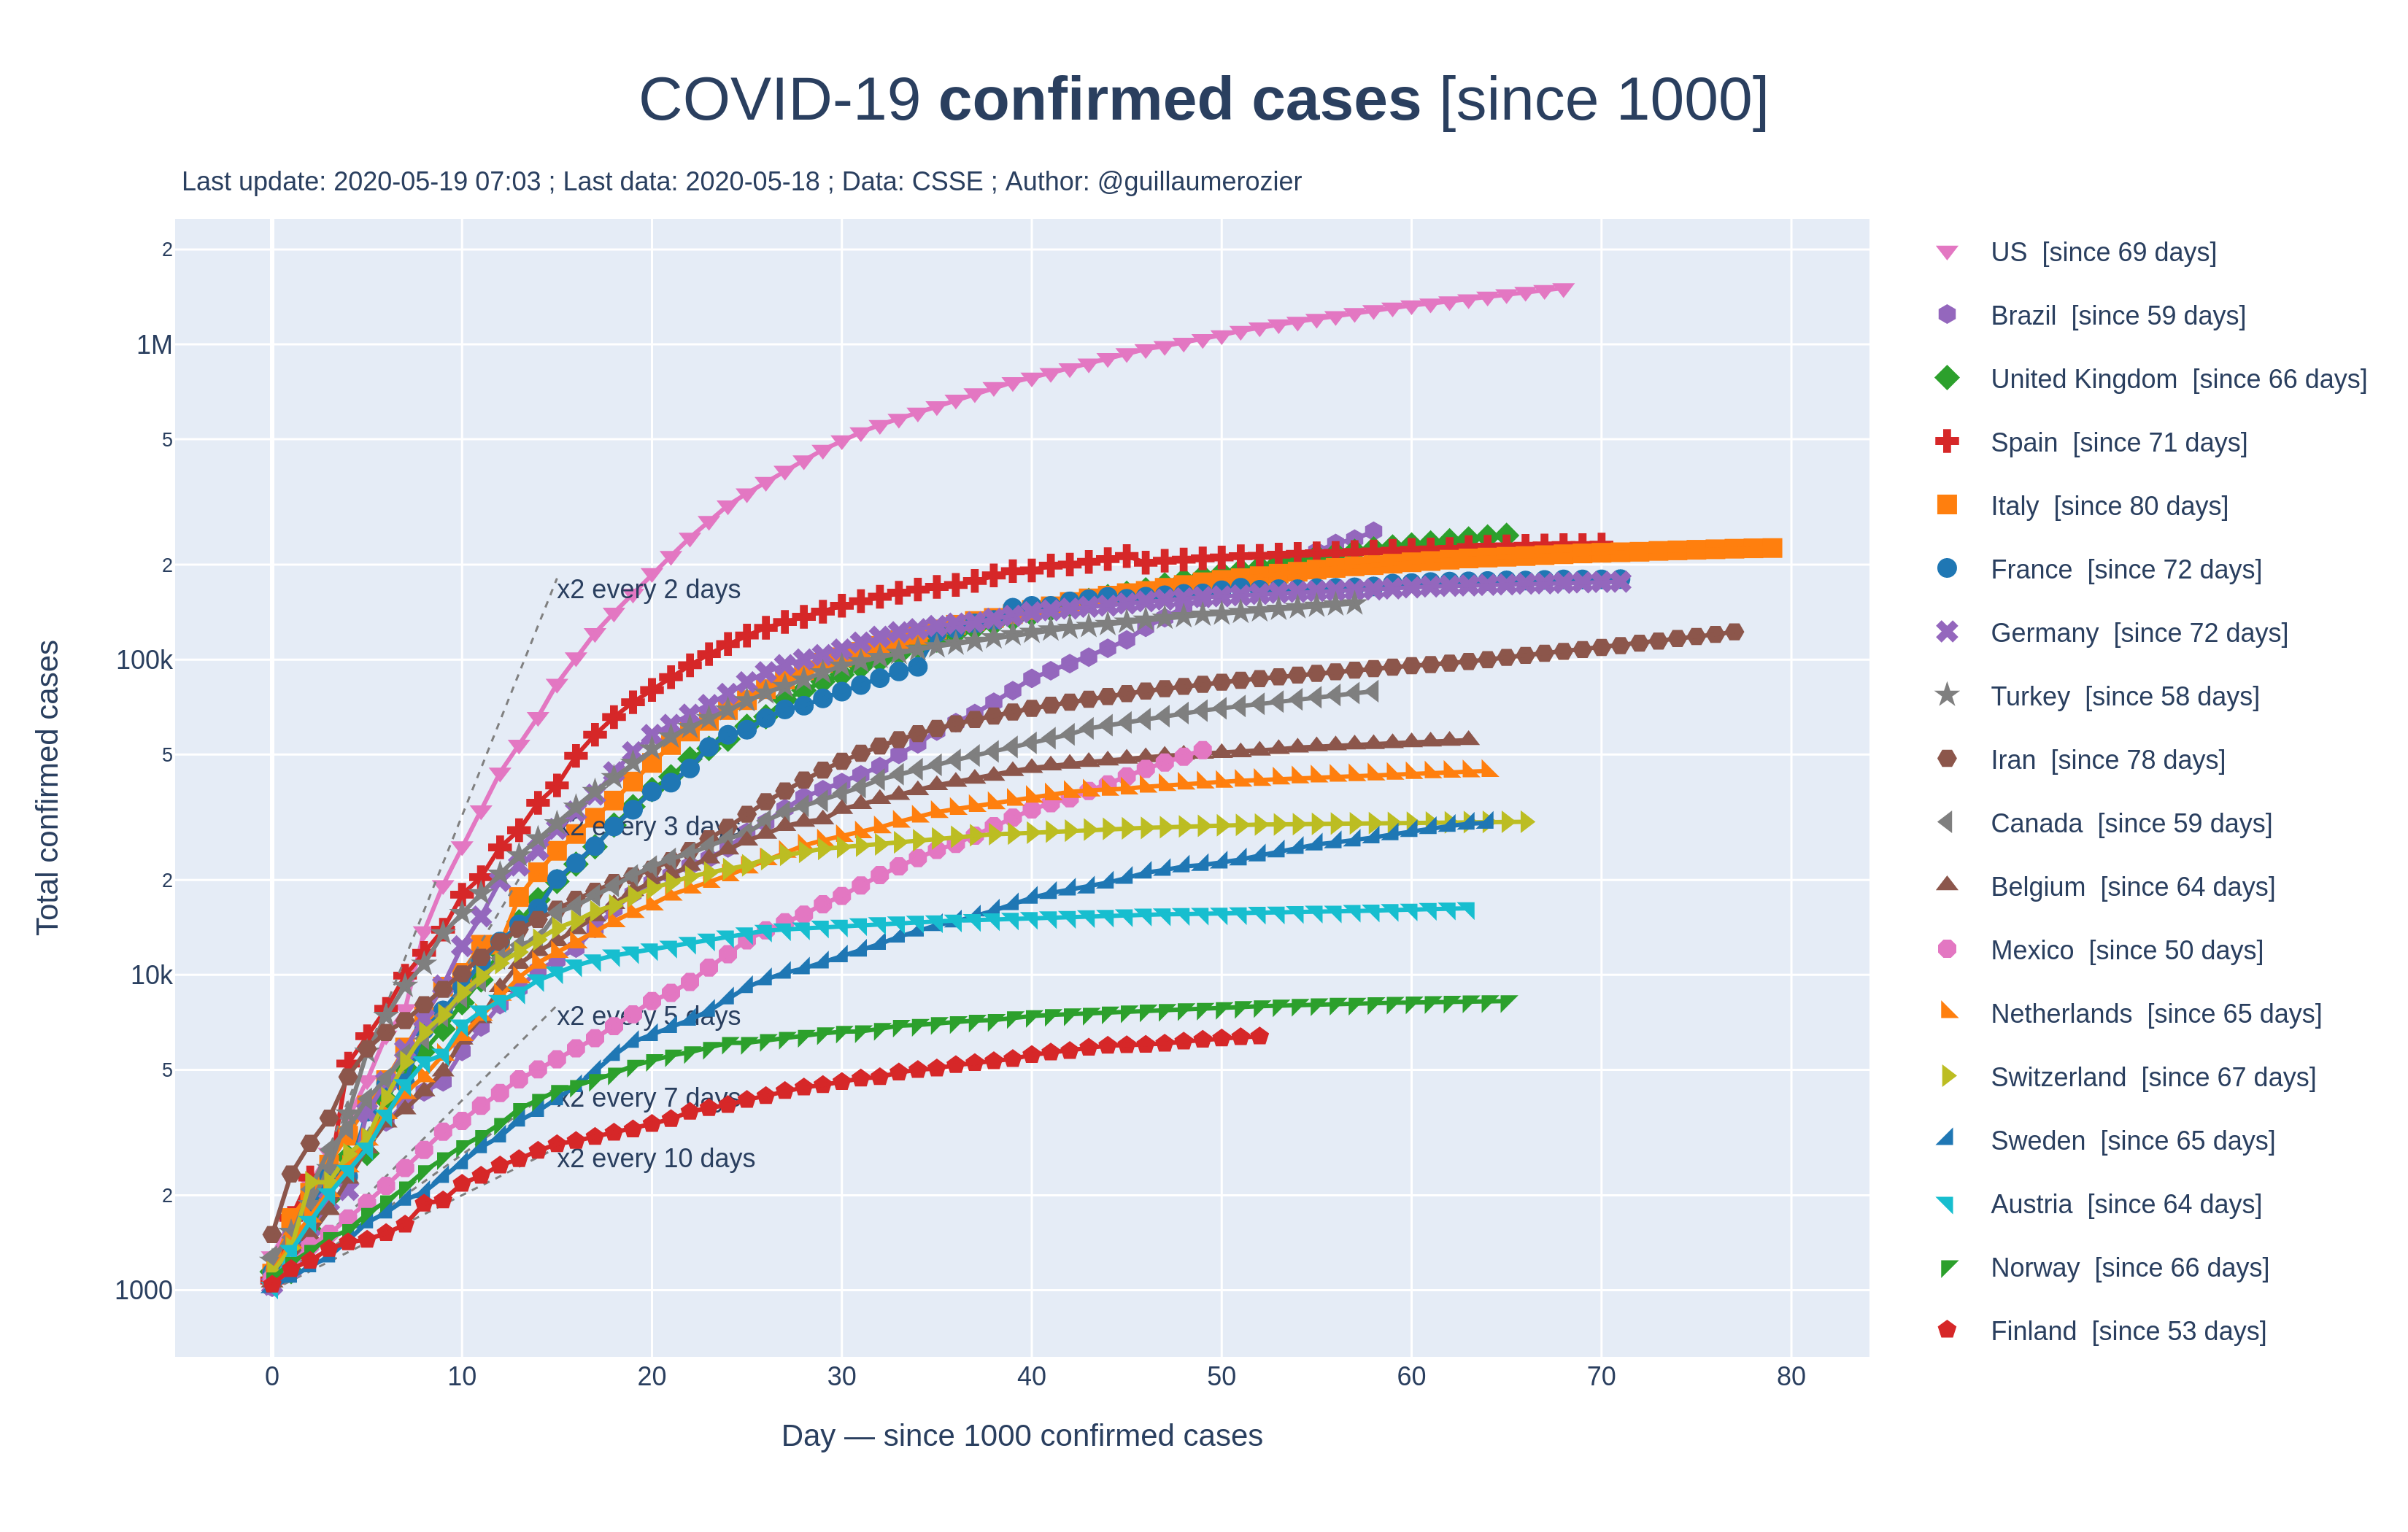 COVID-19 confirmed cases [since 1000]
Last update: 2020-05-19 07:03 ; Last data: 2020-05-18 ; Data: CSSE ; Author: @guillaumerozier
2
1M
5
2
100k
5
2
10k
5
2
1000
Total confirmed cases
x2 every 2 days
x2 every 3 days
x2 every 5 days
x2 every 7 days
x2 every 10 days
0 10 20 30 40 50 60 70 80
Day — since 1000 confirmed cases
US [since 69 days]
Brazil [since 59 days]
United Kingdom [since 66 days]
Spain [since 71 days]
Italy [since 80 days]
France [since 72 days]
Germany [since 72 days]
Turkey [since 58 days]
Iran [since 78 days]
Canada [since 59 days]
Belgium [since 64 days]
Mexico [since 50 days]
Netherlands [since 65 days]
Switzerland [since 67 days]
Sweden [since 65 days]
Austria [since 64 days]
Norway [since 66 days]
Finland [since 53 days]